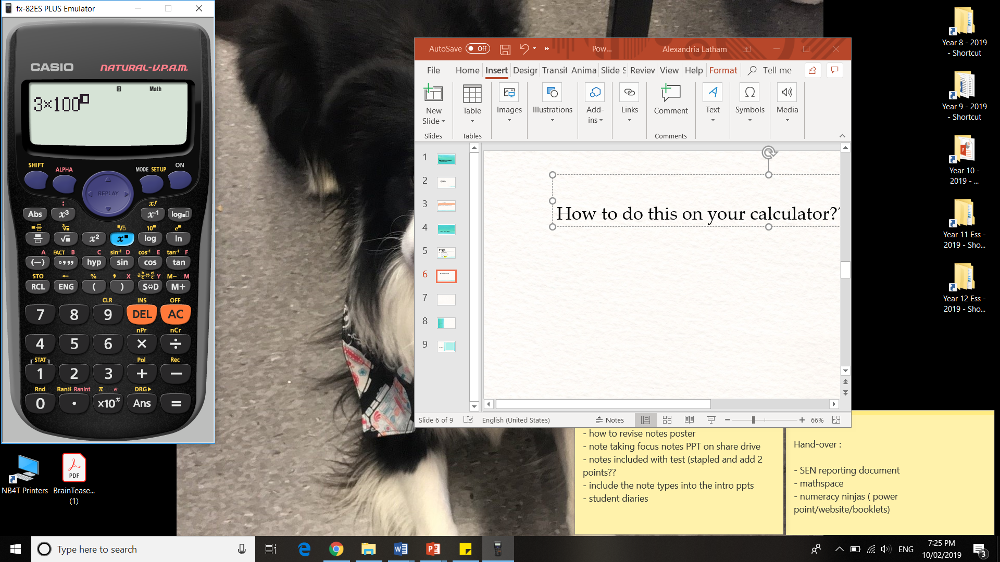 fx-82ES PLUS Emulator
CASIO NATURAL-V.P.A.M.
D Math
3×100
SHIFT ALPHA MODE SETUP ON
REPLAY
: x!
Abs x³ x⁻¹ log
10 e
x² x log ln
A FACT B C sin⁻¹ D cos⁻¹ E tan⁻¹ F
(—) hyp sin cos tan
STO ← % , X Y M– M
RCL ENG ( ) S⇔D M+
CLR INS OFF
7 8 9 DEL AC
nPr nCr
4 5 6 × ÷
STAT Pol Rec
1 2 3 + −
Rnd Ran# RanInt π e DRG▶
0 . ×10ˣ Ans =
NB4T Printers
BrainTease...
(1)
AutoSave Off Pow... Alexandria Latham
File Home Insert Design Transit Anima Slide S Review View Help Format Tell me
New
Slide
Table
Images
Illustrations
Add-
ins
Links
Comment
Text
Symbols
Media
Slides Tables Comments
1
2
3
4
5
6
7
8
9
How to do this on your calculator?
Slide 6 of 9 English (United States) Notes 66%
- how to revise notes poster
- note taking focus notes PPT on share drive
- notes included with test (stapled and add 2
points??
- include the note types into the intro ppts
- student diaries
Hand-over :
- SEN reporting document
- mathspace
- numeracy ninjas ( power
point/website/booklets)
Year 8 - 2019
- Shortcut
Year 9 - 2019
- Shortcut
Year 10 -
2019 - ...
Year 11 Ess -
2019 - Sho...
Year 12 Ess -
2019 - Sho...
PDF
Type here to search
ENG
7:25 PM
10/02/2019
3